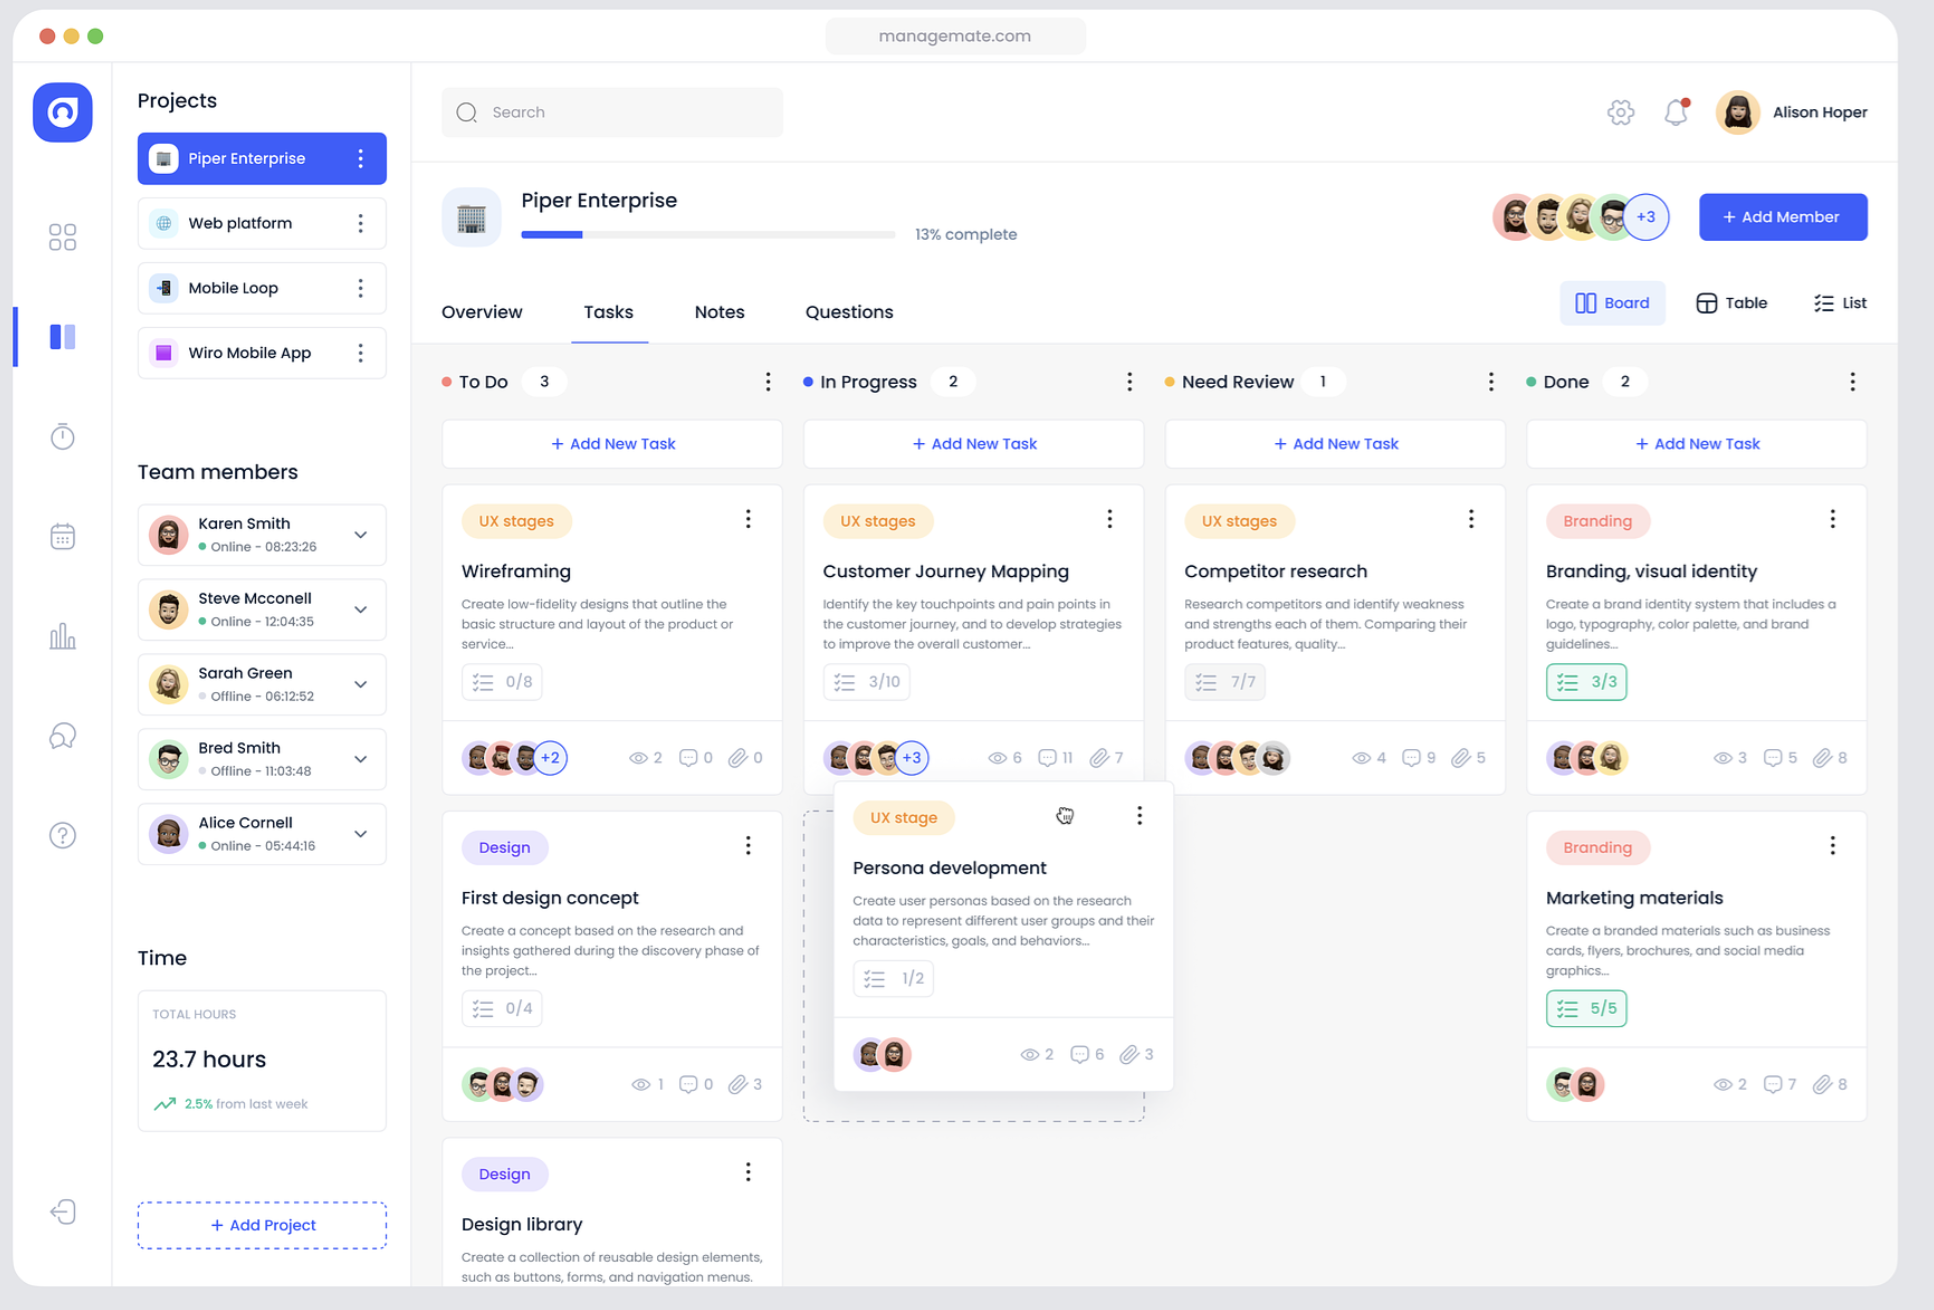 managemate.com
Projects
Piper Enterprise
Web platform
Mobile Loop
Wiro Mobile App
Team members
Karen Smith
Online - 08:23:26
Steve Mcconell
Online - 12:04:35
Sarah Green
Offline - 06:12:52
Bred Smith
Offline - 11:03:48
Alice Cornell
Online - 05:44:16
Time
TOTAL HOURS
23.7 hours
2.5% from last week
+ Add Project
Search
Alison Hoper
Piper Enterprise
13% complete
+3
+ Add Member
Overview
Tasks
Notes
Questions
Board
Table
List
To Do 3
+ Add New Task
UX stages
Wireframing
Create low-fidelity designs that outline the
basic structure and layout of the product or
service...
0/8
+2
2 0 0
Design
First design concept
Create a concept based on the research and
insights gathered during the discovery phase of
the project...
0/4
1 0 3
Design
Design library
Create a collection of reusable design elements,
such as buttons, forms, and navigation menus.
In Progress 2
+ Add New Task
UX stages
Customer Journey Mapping
Identify the key touchpoints and pain points in
the customer journey, and to develop strategies
to improve the overall customer...
3/10
+3
6 11 7
UX stage
Persona development
Create user personas based on the research
data to represent different user groups and their
characteristics, goals, and behaviors...
1/2
2 6 3
Need Review 1
+ Add New Task
UX stages
Competitor research
Research competitors and identify weakness
and strengths each of them. Comparing their
product features, quality...
7/7
4 9 5
Done 2
+ Add New Task
Branding
Branding, visual identity
Create a brand identity system that includes a
logo, typography, color palette, and brand
guidelines...
3/3
3 5 8
Branding
Marketing materials
Create a branded materials such as business
cards, flyers, brochures, and social media
graphics...
5/5
2 7 8